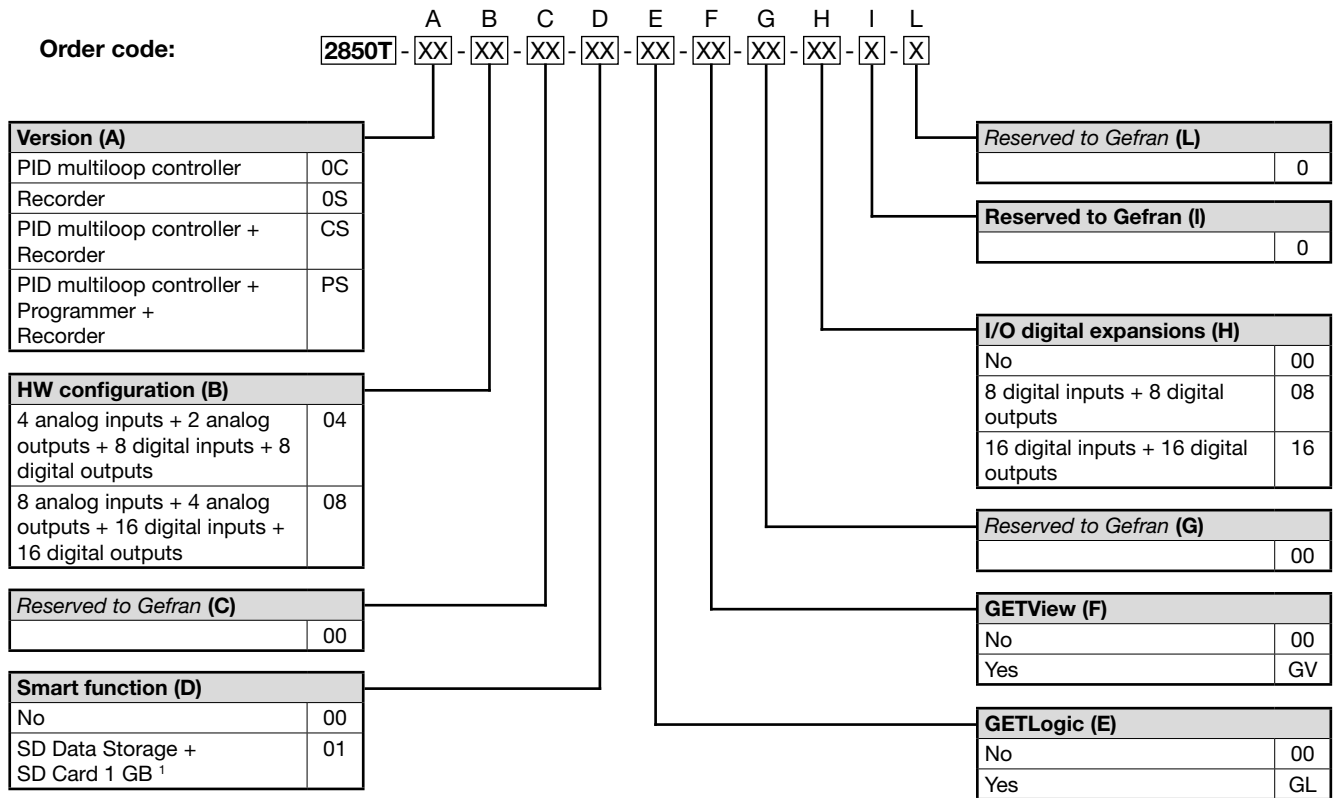 A B C D E F G H I L
Order code: 2850T - XX - XX - XX - XX - XX - XX - XX - XX - X - X
Version (A)
PID multiloop controller 0C
Recorder 0S
PID multiloop controller + CS
Recorder
PID multiloop controller + PS
Programmer +
Recorder
HW configuration (B)
4 analog inputs + 2 analog 04
outputs + 8 digital inputs + 8
digital outputs
8 analog inputs + 4 analog 08
outputs + 16 digital inputs +
16 digital outputs
Reserved to Gefran (C)
00
Smart function (D)
No 00
SD Data Storage + 01
SD Card 1 GB 1
Reserved to Gefran (L)
0
Reserved to Gefran (I)
0
I/O digital expansions (H)
No 00
8 digital inputs + 8 digital 08
outputs
16 digital inputs + 16 digital 16
outputs
Reserved to Gefran (G)
00
GETView (F)
No 00
Yes GV
GETLogic (E)
No 00
Yes GL